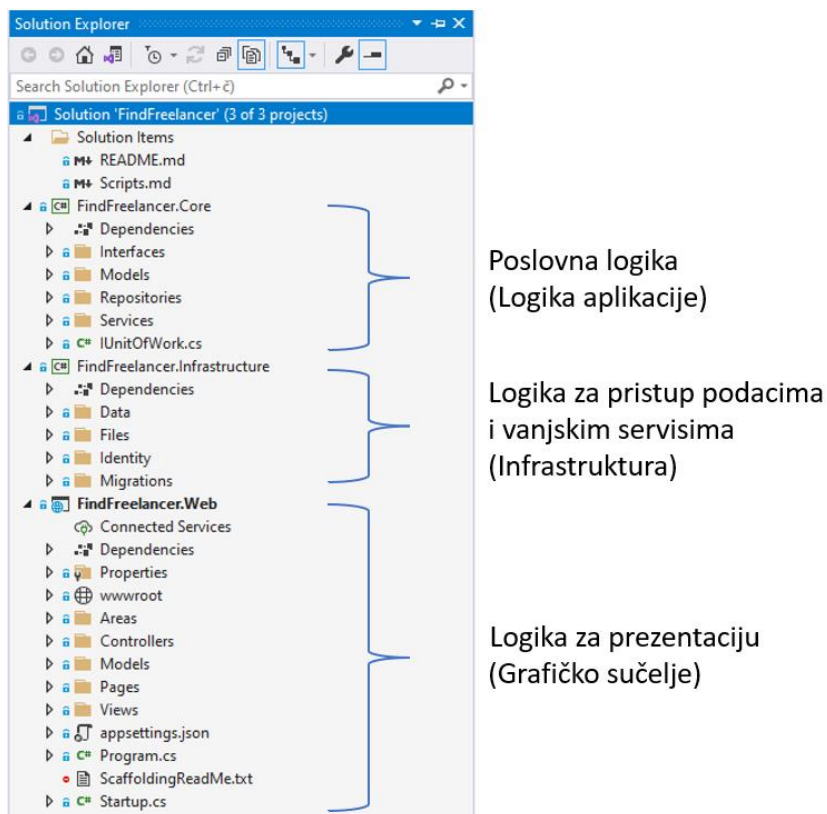 Solution Explorer
Search Solution Explorer (Ctrl+č)
Solution 'FindFreelancer' (3 of 3 projects)
Solution Items
README.md
Scripts.md
FindFreelancer.Core
Dependencies
Interfaces
Models
Repositories
Services
IUnitOfWork.cs
FindFreelancer.Infrastructure
Dependencies
Data
Files
Identity
Migrations
FindFreelancer.Web
Connected Services
Dependencies
Properties
wwwroot
Areas
Controllers
Models
Pages
Views
appsettings.json
Program.cs
ScaffoldingReadMe.txt
Startup.cs
Poslovna logika
(Logika aplikacije)
Logika za pristup podacima
i vanjskim servisima
(Infrastruktura)
Logika za prezentaciju
(Grafičko sučelje)